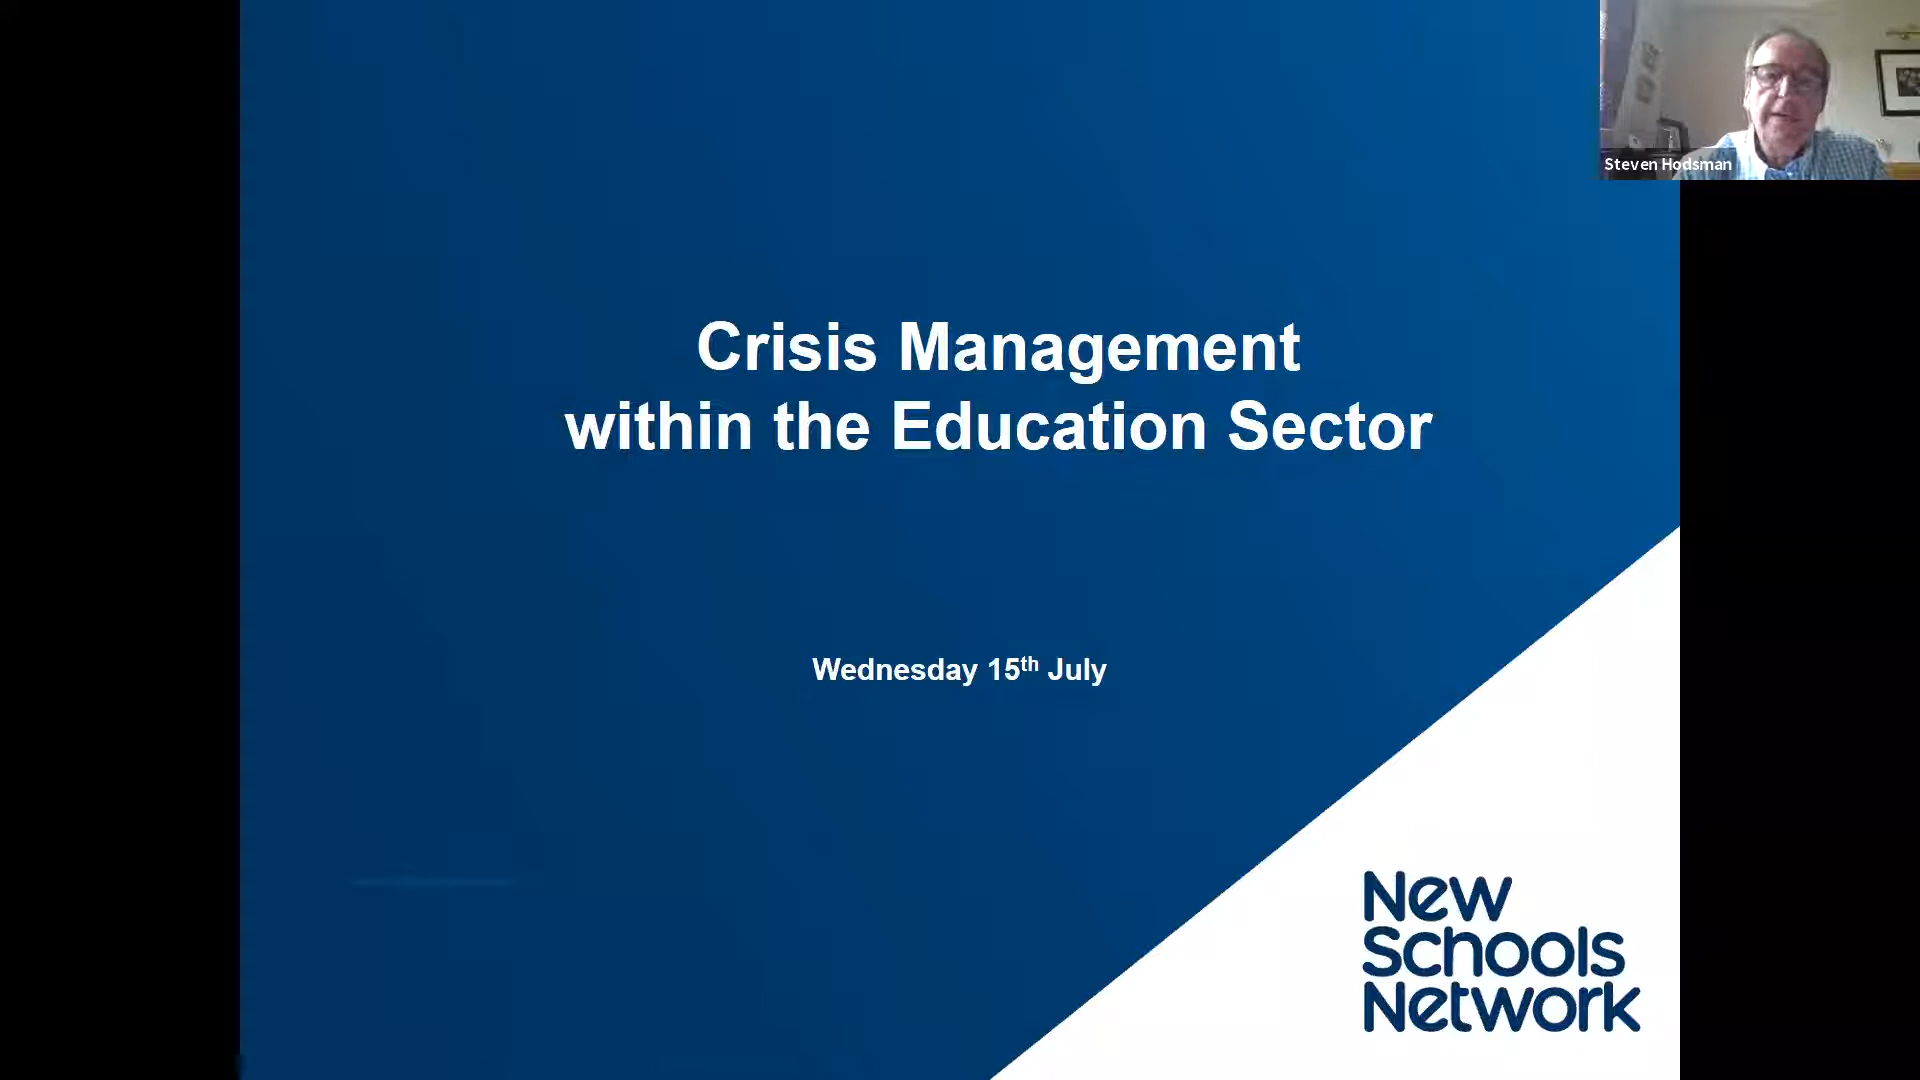 Steven Hodsman
Crisis Management
within the Education Sector
Wednesday 15th July
New
Schools
Network